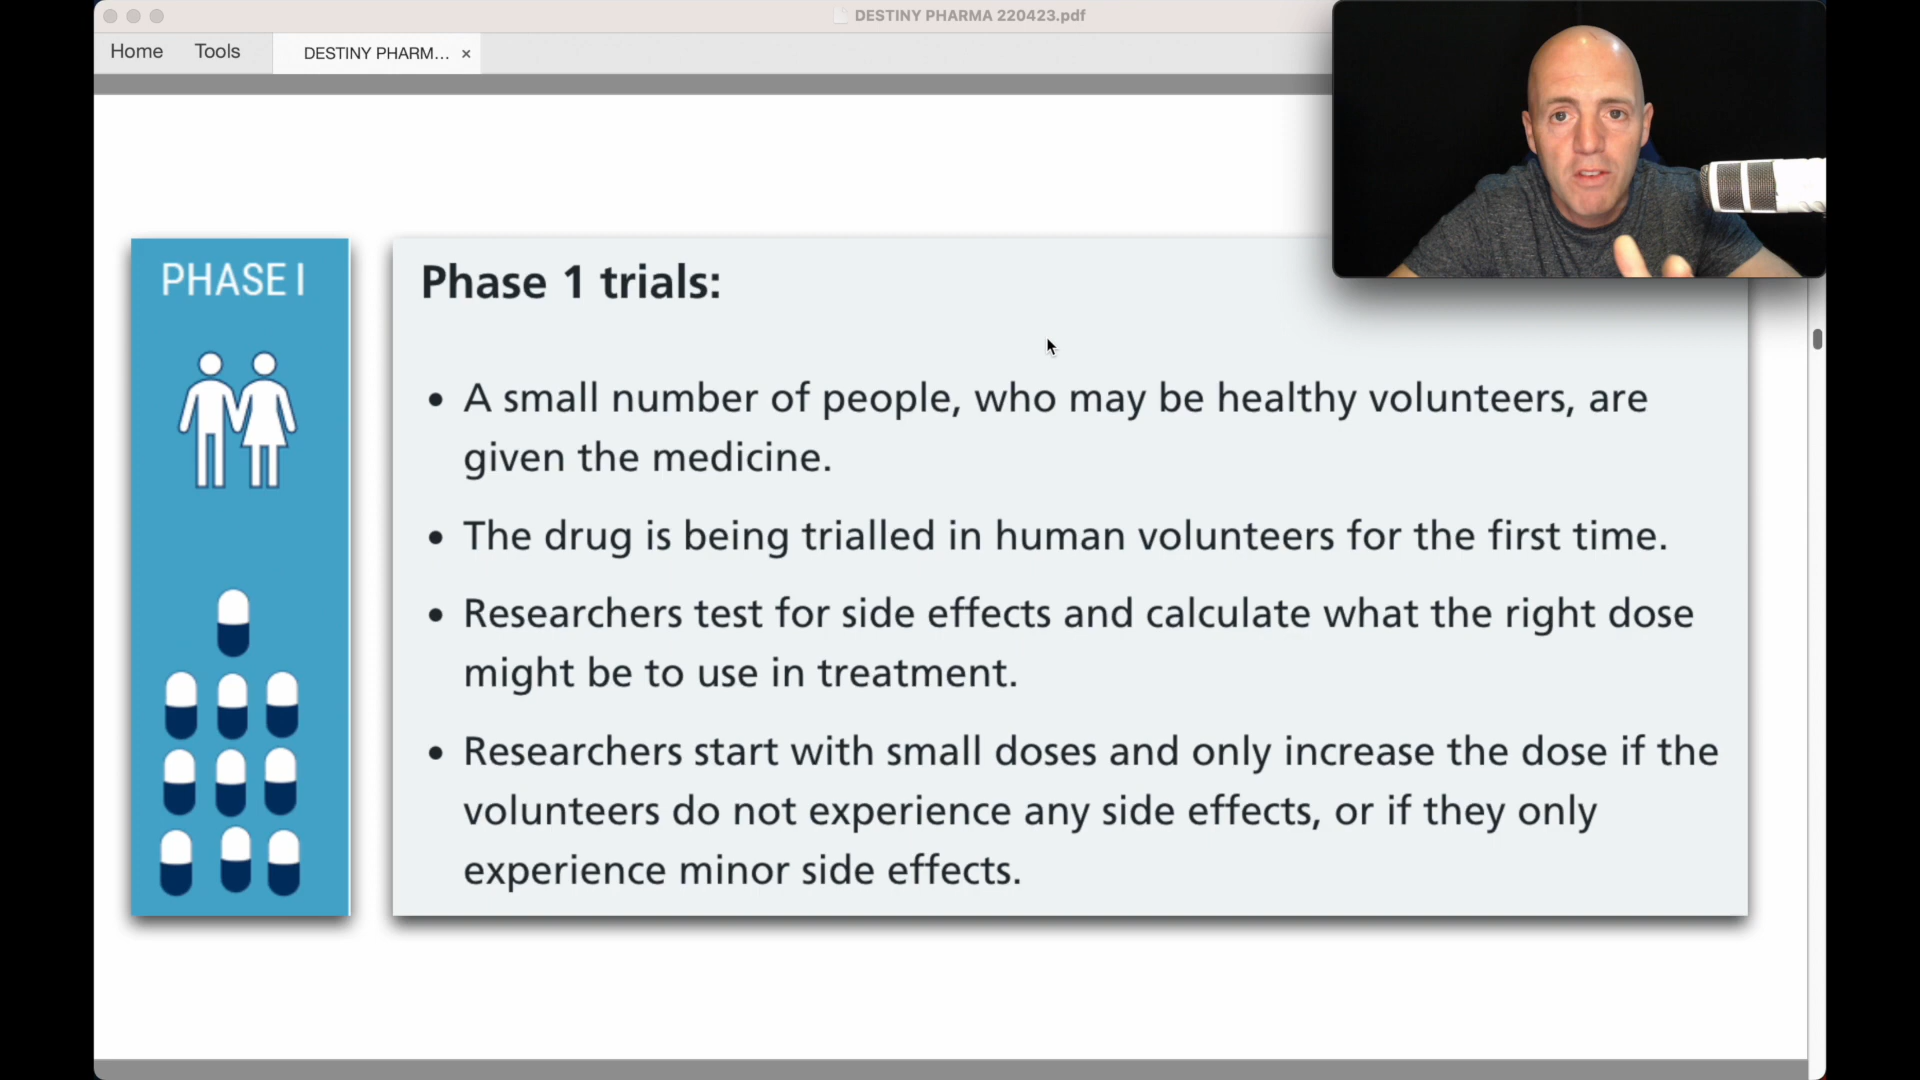 DESTINY PHARMA 220423.pdf
Home Tools DESTINY PHARM... ×
PHASE I
Phase 1 trials:
• A small number of people, who may be healthy volunteers, are
given the medicine.
• The drug is being trialled in human volunteers for the first time.
• Researchers test for side effects and calculate what the right dose
might be to use in treatment.
• Researchers start with small doses and only increase the dose if the
volunteers do not experience any side effects, or if they only
experience minor side effects.